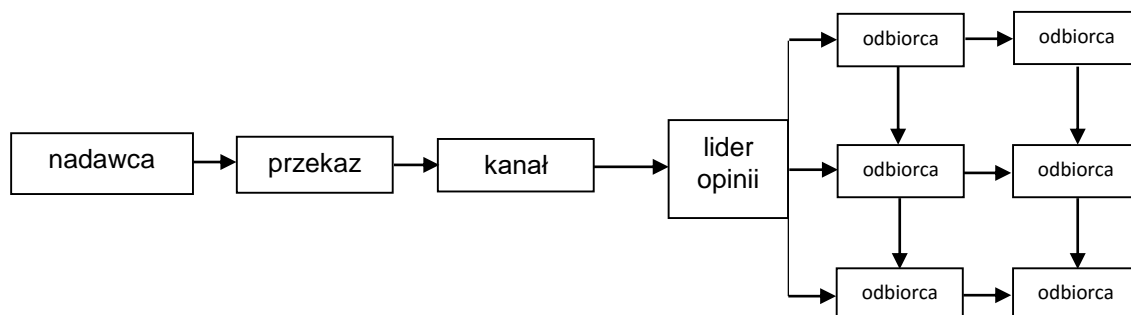 odbiorca
odbiorca
nadawca
przekaz
kanał
lider
opinii
odbiorca
odbiorca
odbiorca
odbiorca